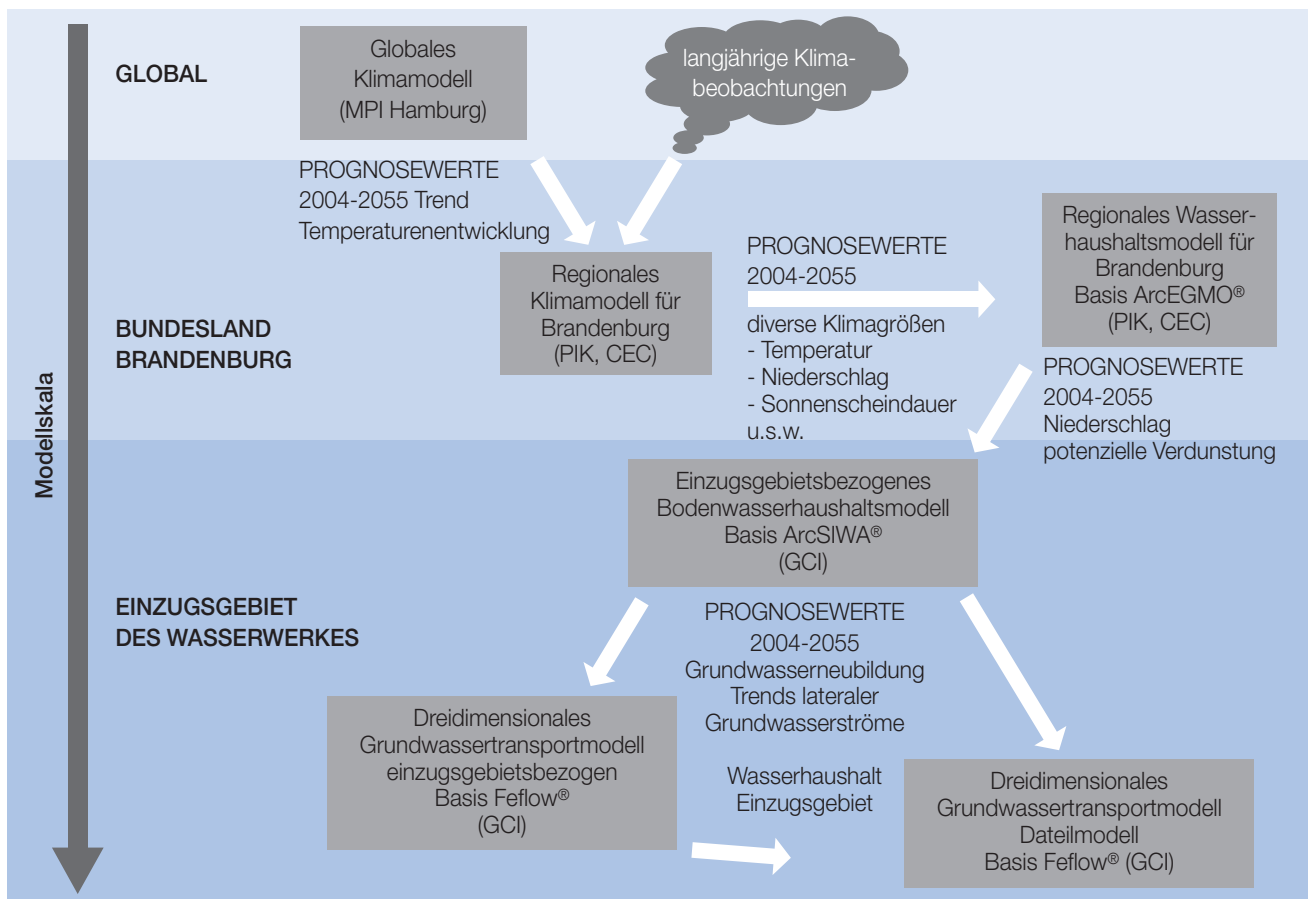 GLOBAL
Globales
Klimamodell
(MPI Hamburg)
langjährige Klima-
beobachtungen
PROGNOSEWERTE
2004-2055 Trend
Temperaturenentwicklung
BUNDESLAND
BRANDENBURG
Regionales
Klimamodell für
Brandenburg
(PIK, CEC)
PROGNOSEWERTE
2004-2055
diverse Klimagrößen
- Temperatur
- Niederschlag
- Sonnenscheindauer
u.s.w.
Regionales Wasser-
haushaltsmodell für
Brandenburg
Basis ArcEGMO®
(PIK, CEC)
PROGNOSEWERTE
2004-2055
Niederschlag
potenzielle Verdunstung
Modellskala
EINZUGSGEBIET
DES WASSERWERKES
Einzugsgebietsbezogenes
Bodenwasserhaushaltsmodell
Basis ArcSIWA®
(GCI)
PROGNOSEWERTE
2004-2055
Grundwasserneubildung
Trends lateraler
Grundwasserströme
Dreidimensionales
Grundwassertransportmodell
einzugsgebietsbezogen
Basis Feflow®
(GCI)
Wasserhaushalt
Einzugsgebiet
Dreidimensionales
Grundwassertransportmodell
Dateilmodell
Basis Feflow® (GCI)